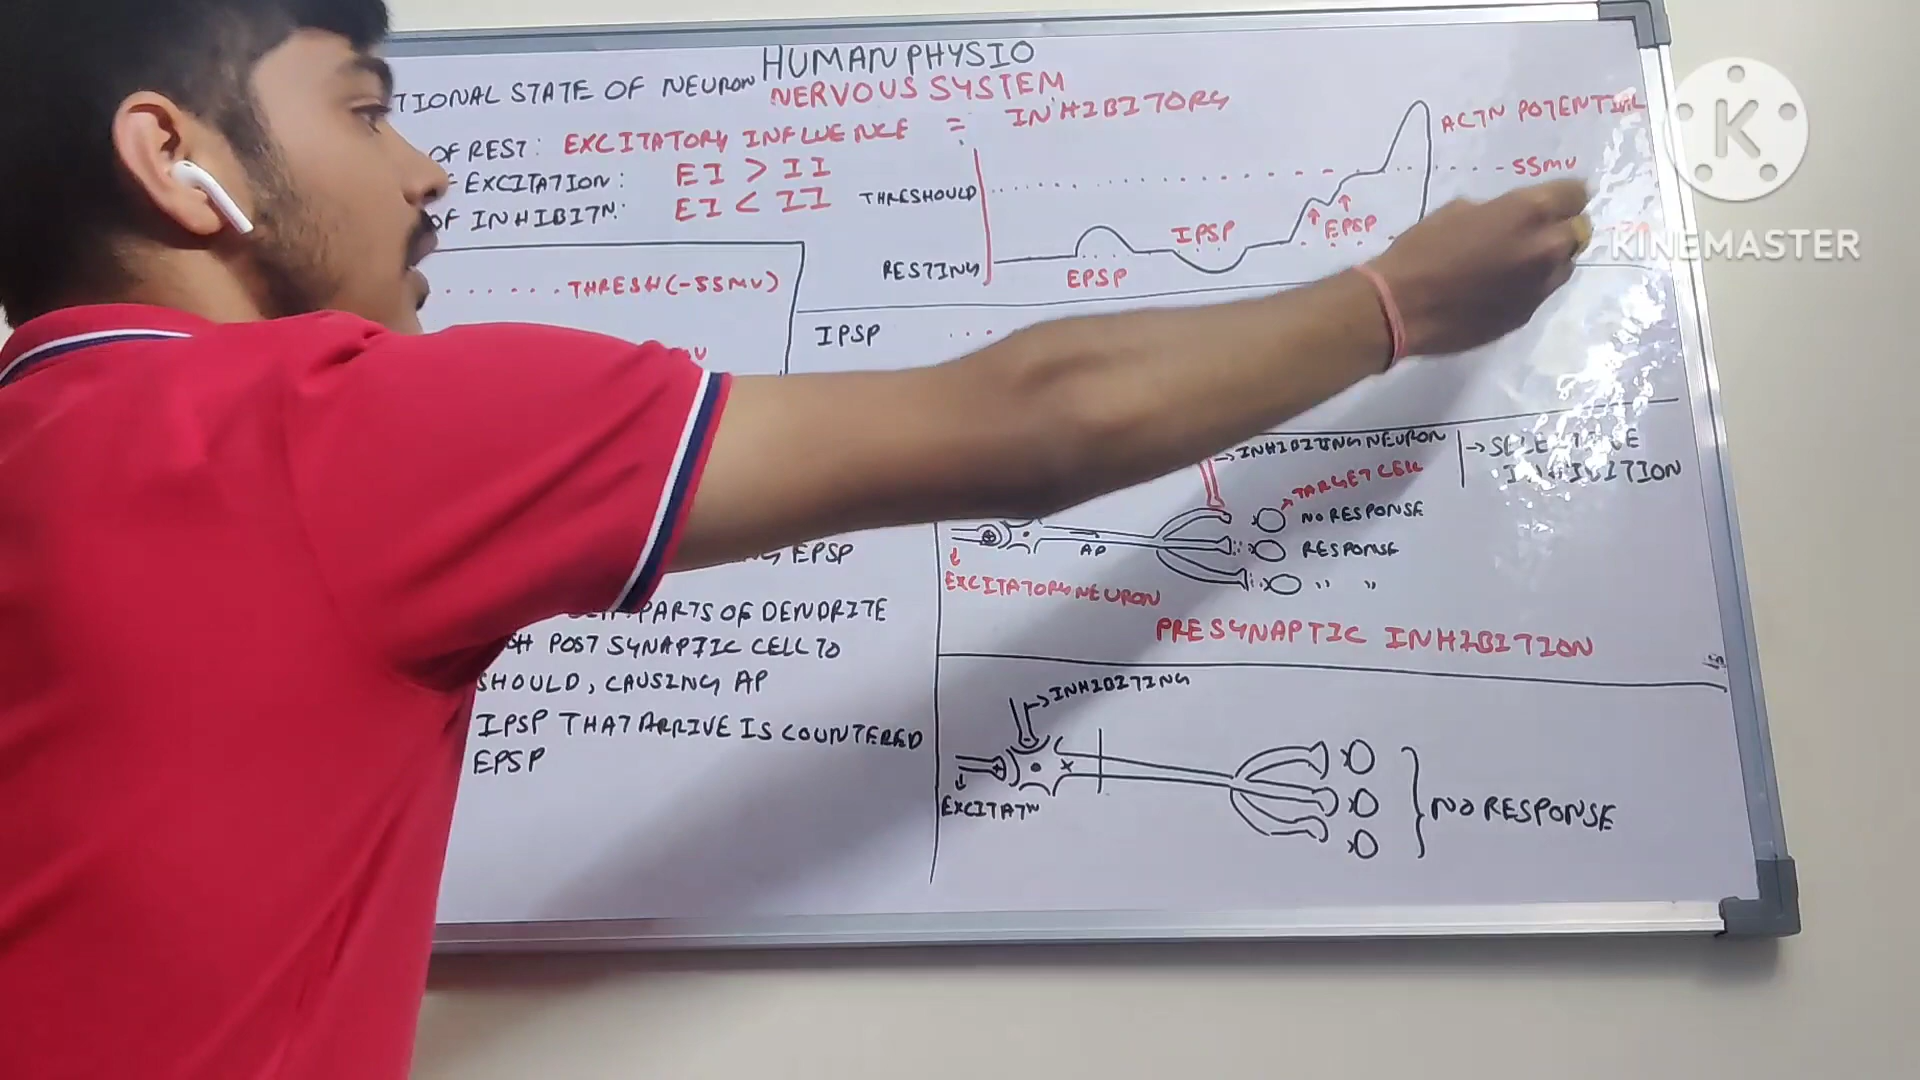 HUMAN PHYSIO
TIONAL STATE OF NEURON NERVOUS SYSTEM
OF REST: EXCITATORY INFLUENCE = INHIBITORY
F EXCITATION: EI > II
OF INHIBITN: EI < II
THRESH (-55MV)
THRESHOULD
RESTING
EPSP
IPSP
EPSP
ACTN POTENTIAL
-55MV
K
KINEMASTER
IPSP
EPSP
PARTS OF DENDRITE
POST SYNAPTIC CELL TO
SHOULD, CAUSING AP
IPSP THAT ARRIVE IS COUNTERED
EPSP
INHIBITING NEURON
TARGET CELL
NO RESPONSE
RESPONSE
" "
AP
EXCITATORY NEURON
→ SELECTIVE
INHIBITION
PRESYNAPTIC INHIBITION
INHIBITING
EXCITATN
NO RESPONSE